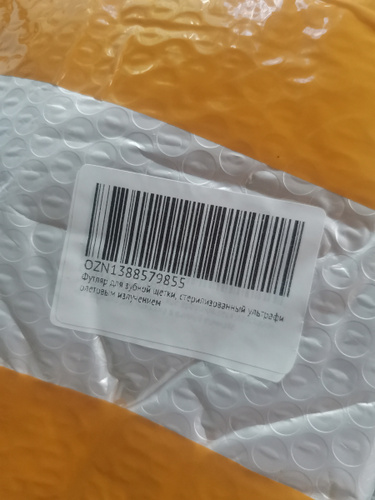 OZN1388579855
Футляр для зубной щетки, стерилизованный ультрафи
олетовым излучением